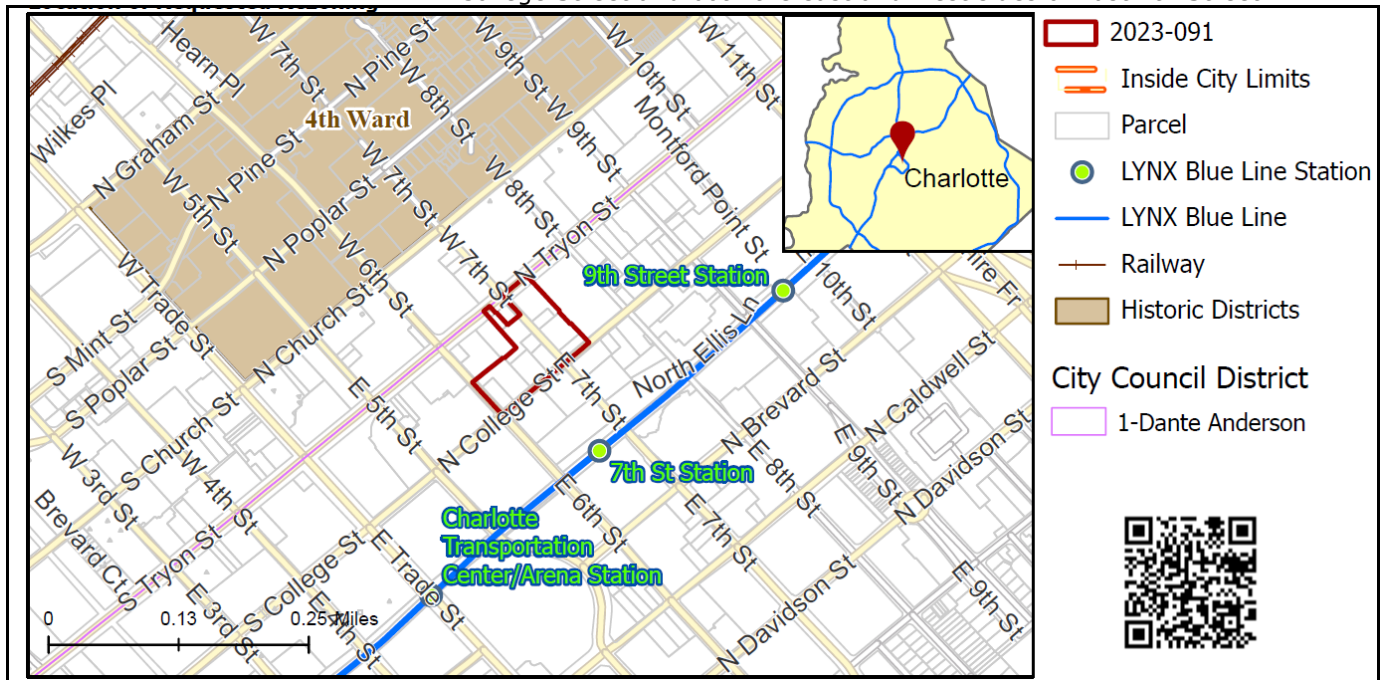 W 7th St
Hearn Pl
N Pine St
W 8th St
W 9th St
W 10th St
W 11th St
Wilkes Pl
4th Ward
W 9th St
Montford Point St
N Graham St
N Pine St
W 7th St
W 8th St
W 5th St
N Poplar St
N Tryon St
W 6th St
W 7th St
W Trade St
9th Street Station
E 10th St
S Mint St
N Church St
North Ellis Ln
S Poplar St
E 7th St
S Church St
E 5th St
N College St
N Brevard St
N Caldwell St
W 3rd St
W 4th St
7th St Station
E 8th St
E 9th St
N Davidson St
Brevard Ct
S Tryon St
Charlotte
Transportation
Center/Arena Station
E 6th St
E 7th St
E Trade St
S College St
E 3rd St
E 4th St
N Davidson St
E 9th St
0 0.13 0.25 Miles
Charlotte
2023-091
Inside City Limits
Parcel
LYNX Blue Line Station
LYNX Blue Line
Railway
Historic Districts
City Council District
1-Dante Anderson